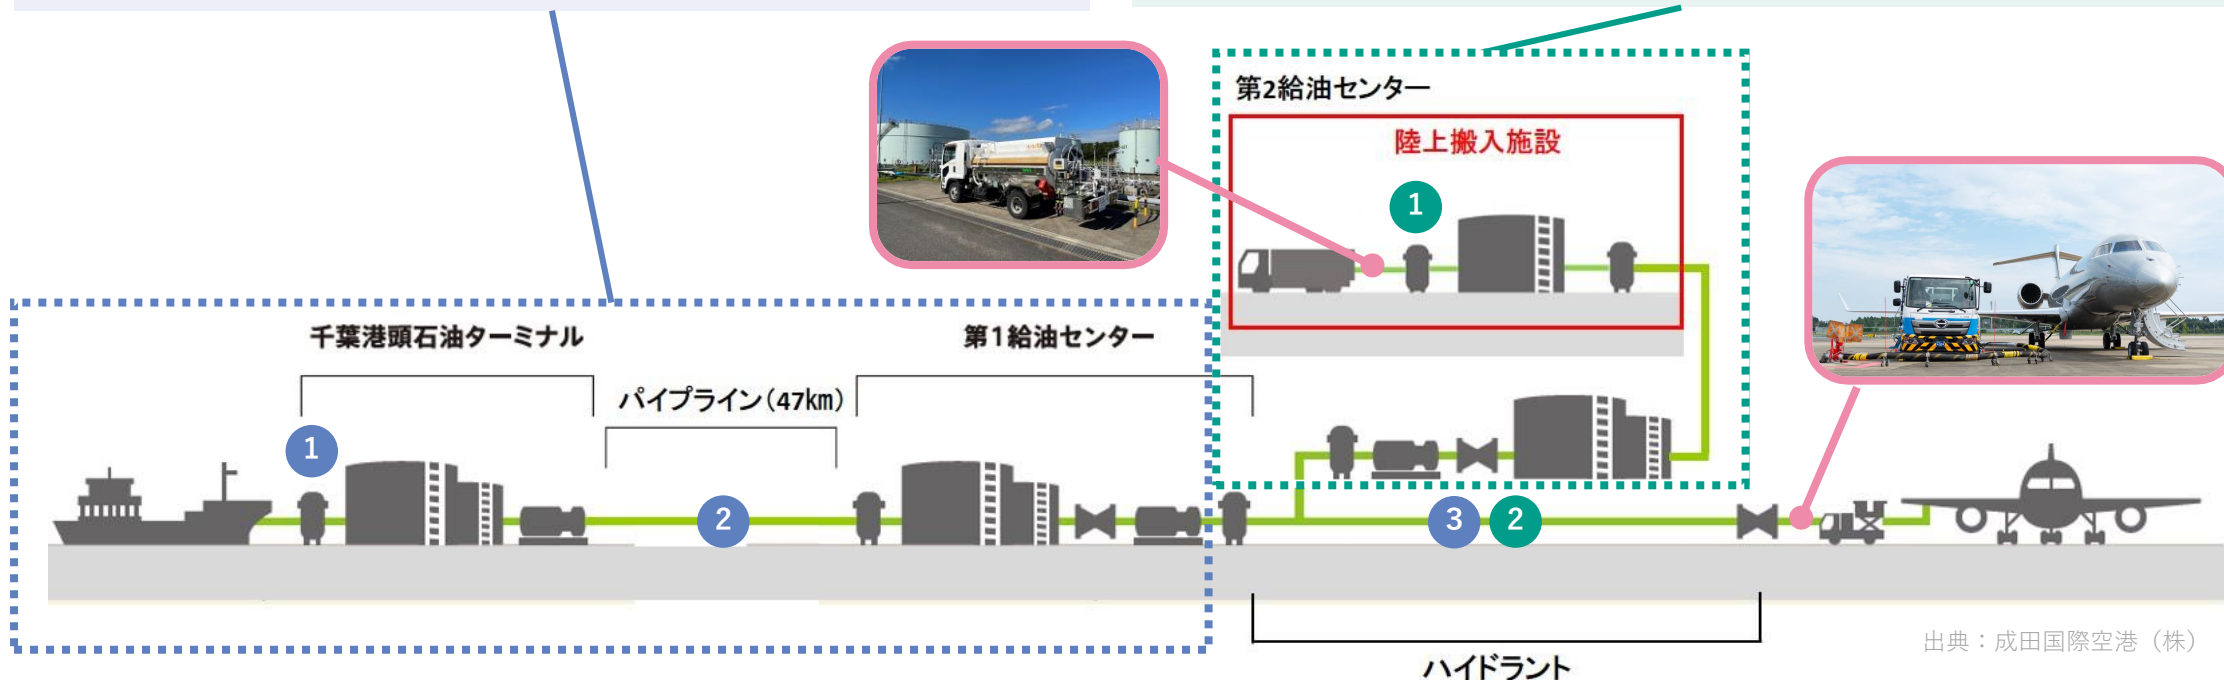 第2給油センター
陸上搬入施設
1
千葉港頭石油ターミナル
第1給油センター
パイプライン(47㎞)
1
2
3
2
ハイドラント
出典：成田国際空港（株）